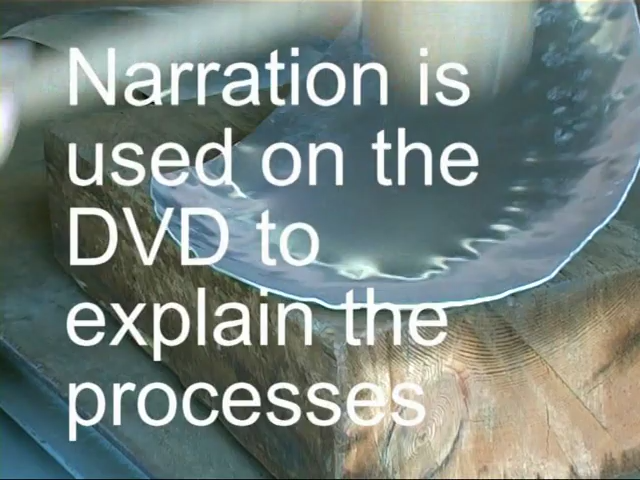 Narration is
used on the
DVD to
explain the
processes